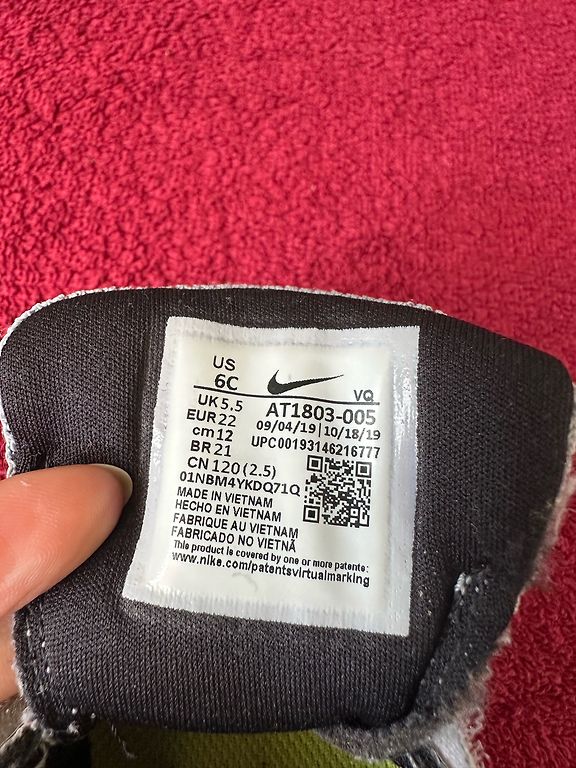 US
6C
VQ
UK 5.5
AT1803-005
EUR 22
09/04/19 | 10/18/19
cm 12
UPC00193146216777
BR 21
CN 120 (2.5)
01NBM4YKDQ71Q
MADE IN VIETNAM
HECHO EN VIETNAM
FABRIQUE AU VIETNAM
FABRICADO NO VIETNÃ
This product is covered by one or more patents:
www.nike.com/patentsvirtualmarking